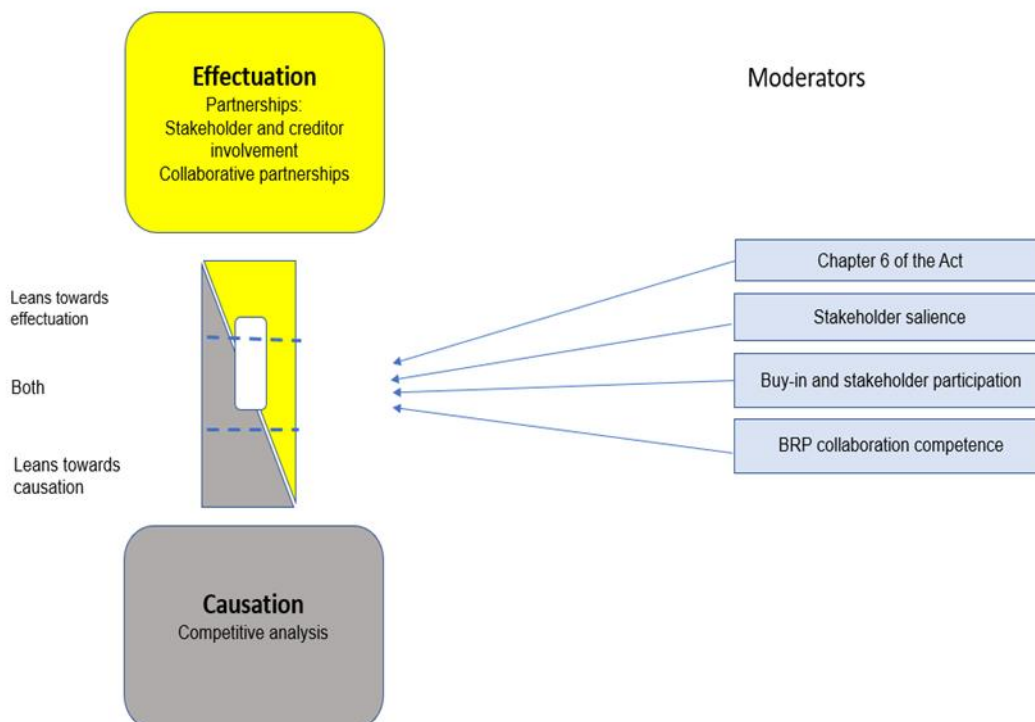 Effectuation
Partnerships:
Stakeholder and creditor
involvement
Collaborative partnerships
Moderators
Leans towards
effectuation
Both
Leans towards
causation
Chapter 6 of the Act
Stakeholder salience
Buy-in and stakeholder participation
BRP collaboration competence
Causation
Competitive analysis